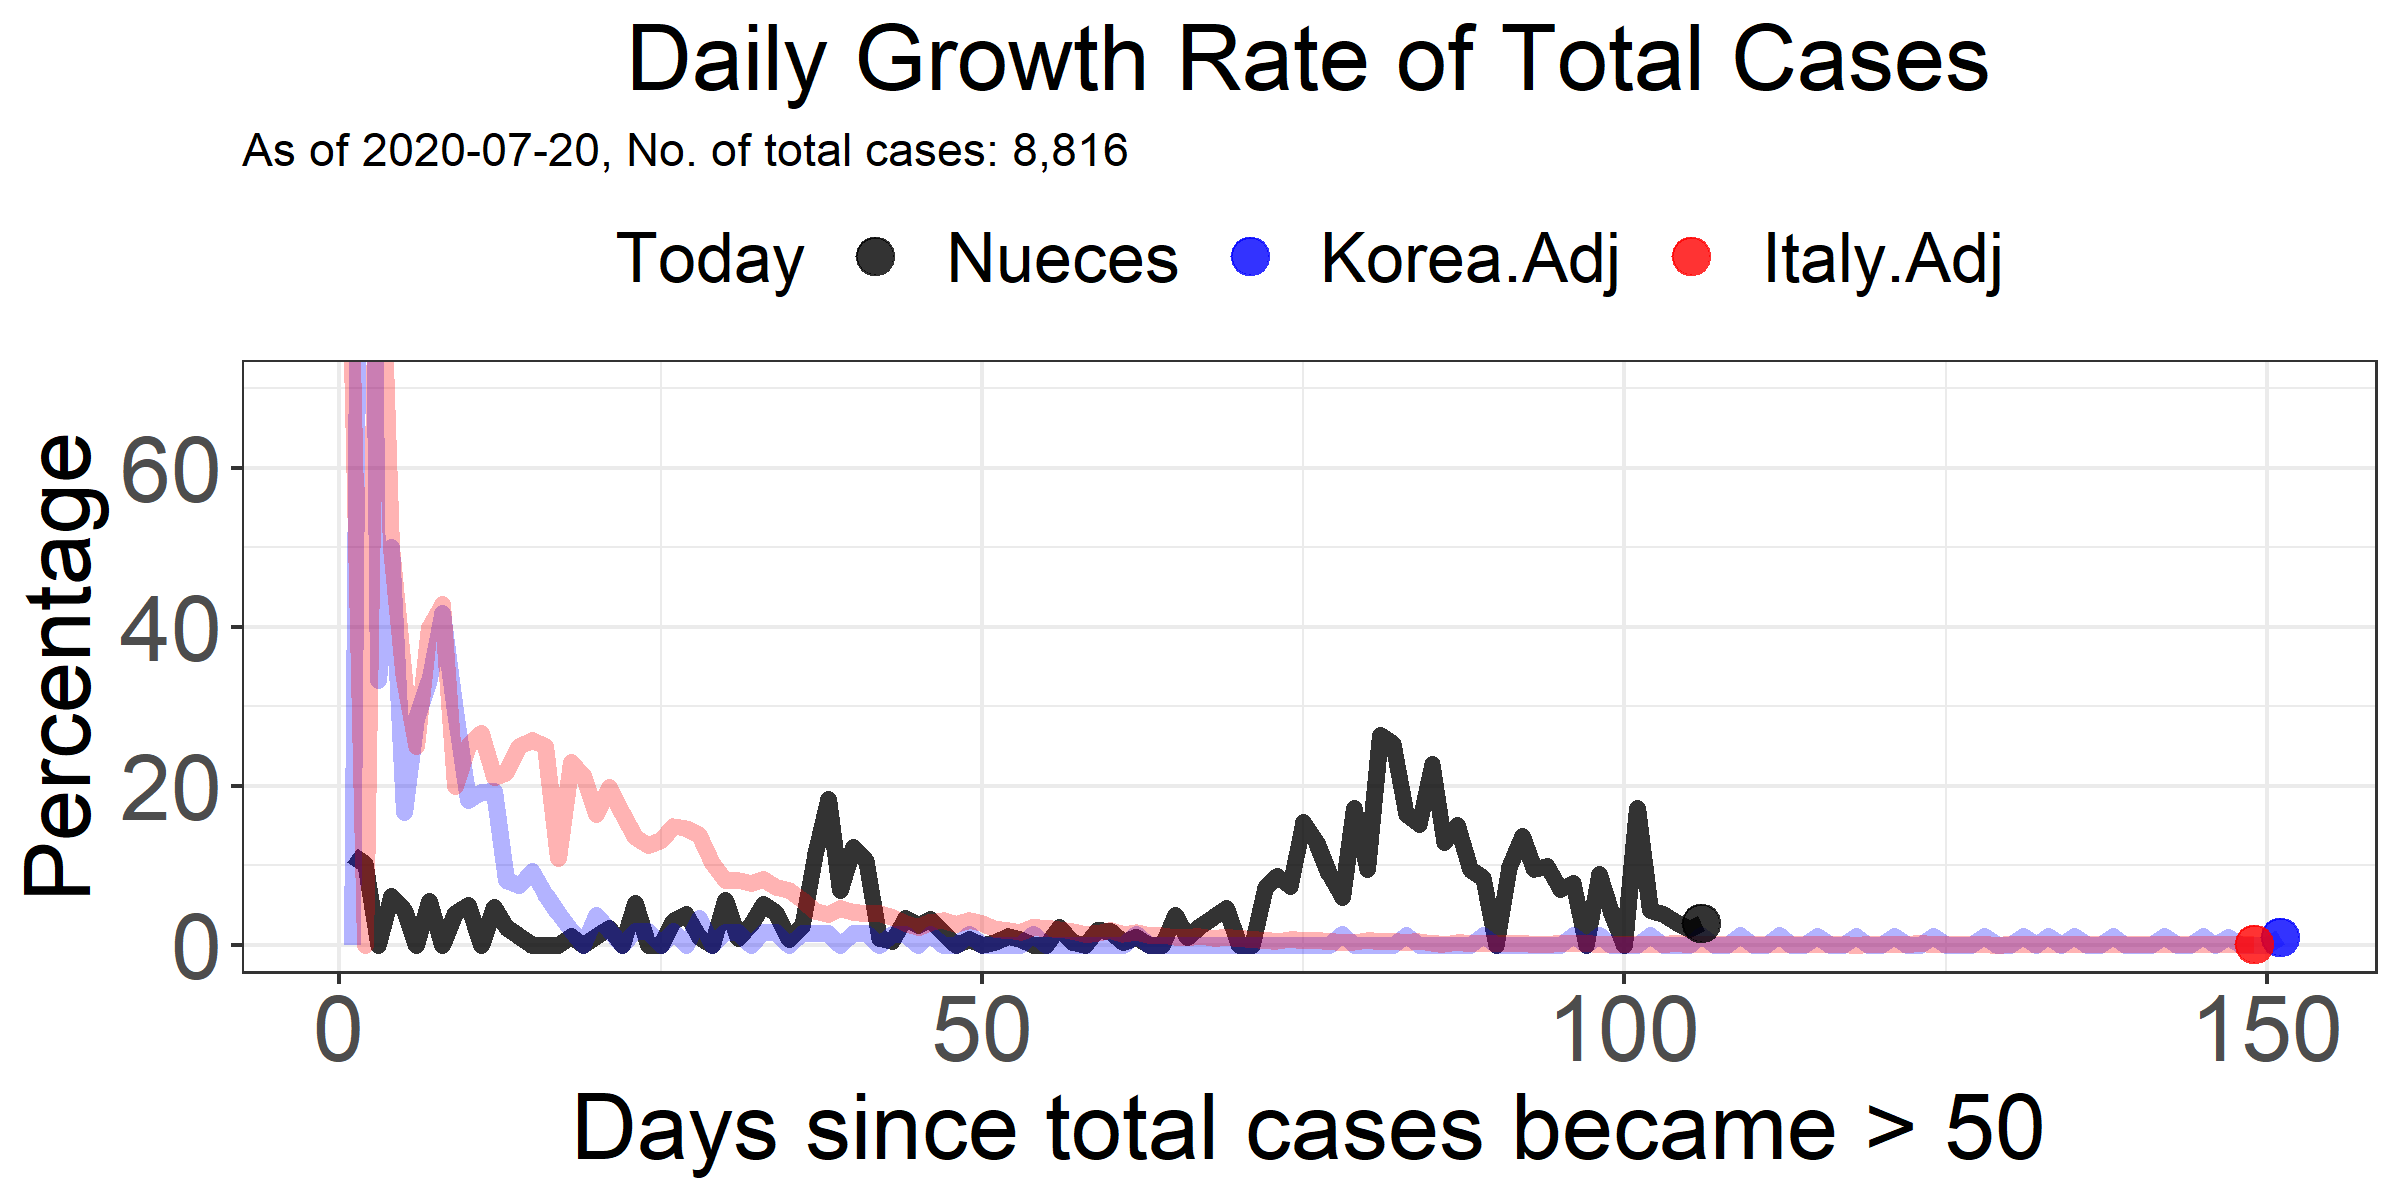 Daily Growth Rate of Total Cases
As of 2020-07-20, No. of total cases: 8,816
Today Nueces Korea.Adj Italy.Adj
Percentage
60
40
20
0
0 50 100 150
Days since total cases became > 50